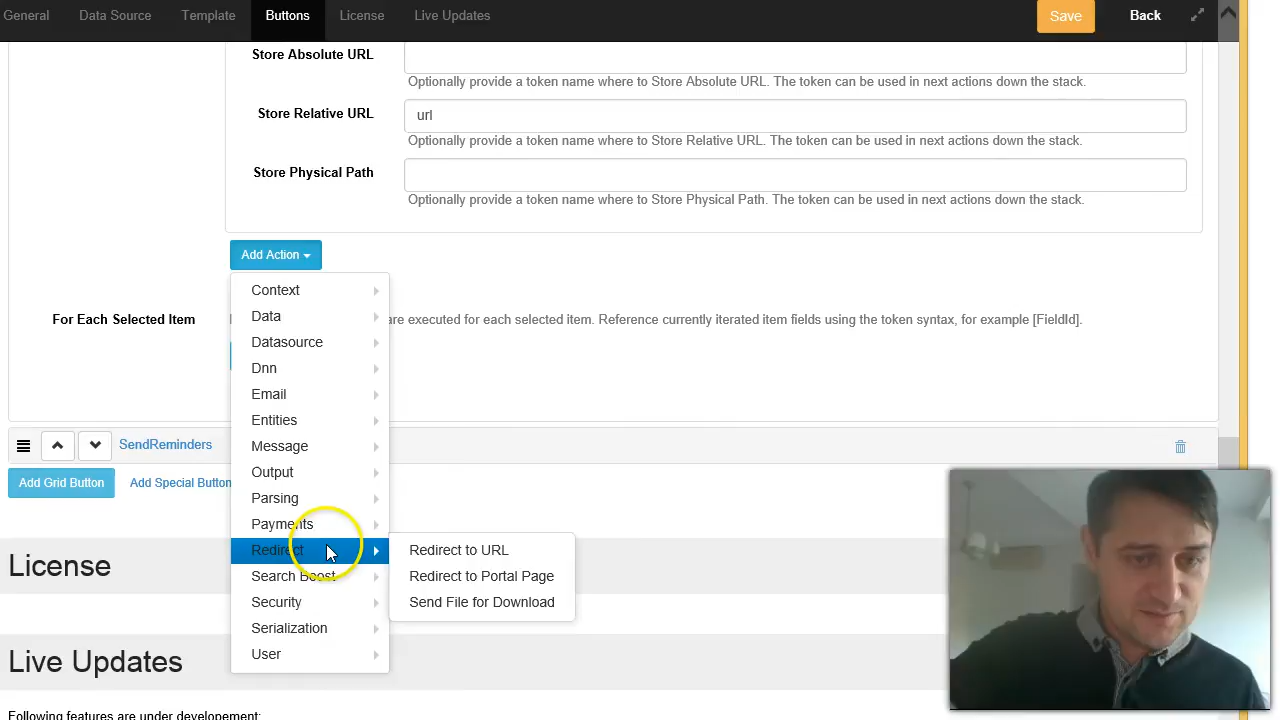 General Data Source Template Buttons License Live Updates Save Back
Store Absolute URL
Optionally provide a token name where to Store Absolute URL. The token can be used in next actions down the stack.
Store Relative URL url
Optionally provide a token name where to Store Relative URL. The token can be used in next actions down the stack.
Store Physical Path
Optionally provide a token name where to Store Physical Path. The token can be used in next actions down the stack.
Add Action
Context
Data
Datasource
Dnn
Email
Entities
Message
Output
Parsing
Payments
Redirect
Search Boost
Security
Serialization
User
Redirect to URL
Redirect to Portal Page
Send File for Download
For Each Selected Item are executed for each selected item. Reference currently iterated item fields using the token syntax, for example [FieldId].
SendReminders
Add Grid Button Add Special Button
License
Live Updates
Following features are under developement: